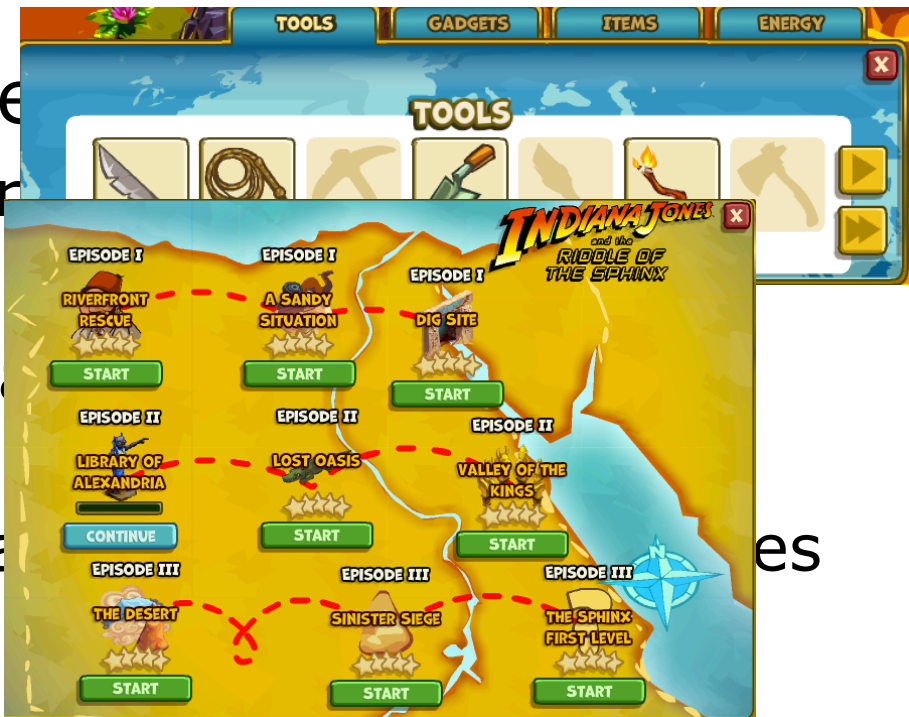 TOOLS
GADGETS
ITEMS
ENERGY
X
TOOLS
INDIANA JONES
and the
RIDDLE OF
THE SPHINX
X
EPISODE I
RIVERFRONT
RESCUE
START
EPISODE I
A SANDY
SITUATION
START
EPISODE I
DIG SITE
START
EPISODE II
LIBRARY OF
ALEXANDRIA
CONTINUE
EPISODE II
LOST OASIS
START
EPISODE II
VALLEY OF THE
KINGS
START
EPISODE III
THE DESERT
START
EPISODE III
SINISTER SIEGE
START
EPISODE III
THE SPHINX
FIRST LEVEL
START
N
es